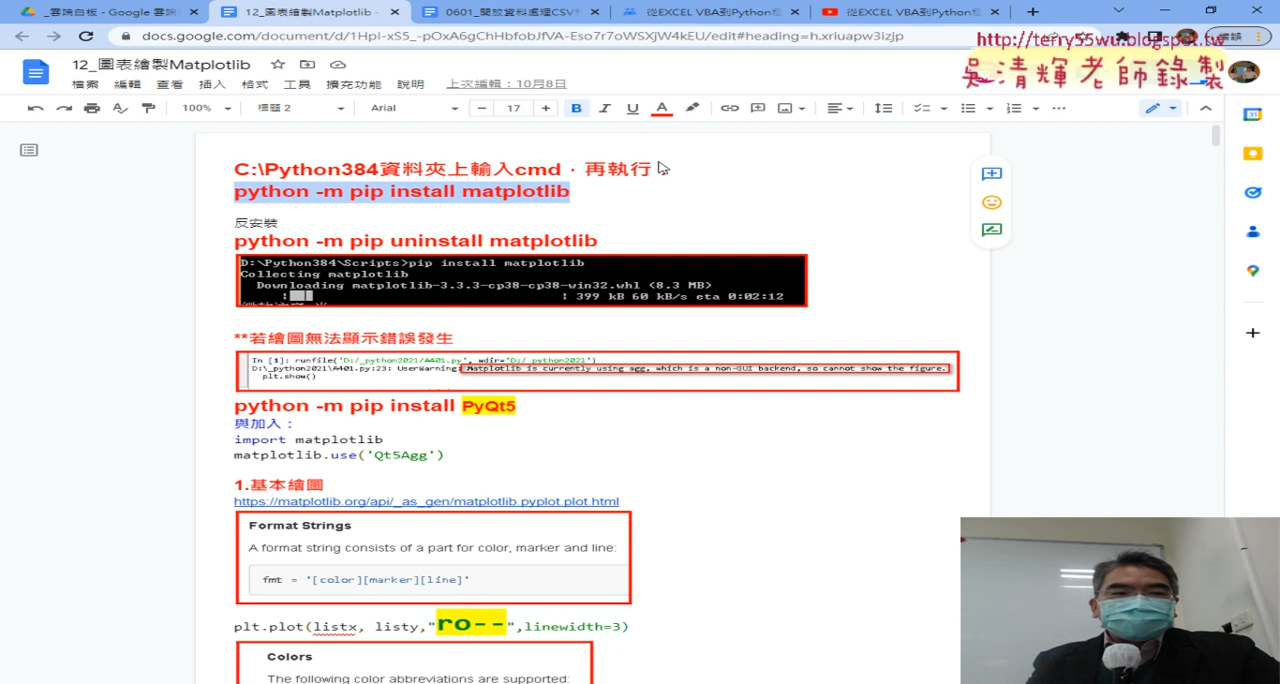 _雲端白板 - Google 雲端
12_圖表繪製Matplotlib -
0601_開放資料處理CSV
從EXCEL VBA到Python
從EXCEL VBA到Python
docs.google.com/document/d/1HpI-xS5_-pOxA6gChHbfobJfVA-Eso7r7oWSXjW4kEU/edit#heading=h.xriuapw3izjp
http://terry55wu.blogspot.tw
吳清輝老師錄製
12_圖表繪製Matplotlib
檔案 編輯 查看 插入 格式 工具 擴充功能 說明 上次編輯：10月8日
100% 標題 2 Arial 17 B I U A
C:\Python384資料夾上輸入cmd，再執行
python -m pip install matplotlib
反安裝
python -m pip uninstall matplotlib
D:\Python384\Scripts>pip install matplotlib
Collecting matplotlib
Downloading matplotlib-3.3.3-cp38-cp38-win32.whl (8.3 MB)
| 399 kB 60 kB/s eta 0:02:12
**若繪圖無法顯示錯誤發生
In [1]: runfile('D:/_python2021/A401.py', wdir='D:/_python2021')
D:\_python2021\A401.py:23: UserWarning: Matplotlib is currently using agg, which is a non-GUI backend, so cannot show the figure.
plt.show()
python -m pip install PyQt5
與加入：
import matplotlib
matplotlib.use('Qt5Agg')
1.基本繪圖
https://matplotlib.org/api/_as_gen/matplotlib.pyplot.plot.html
Format Strings
A format string consists of a part for color, marker and line:
fmt = '[color][marker][line]'
plt.plot(listx, listy,"ro--",linewidth=3)
Colors
The following color abbreviations are supported: